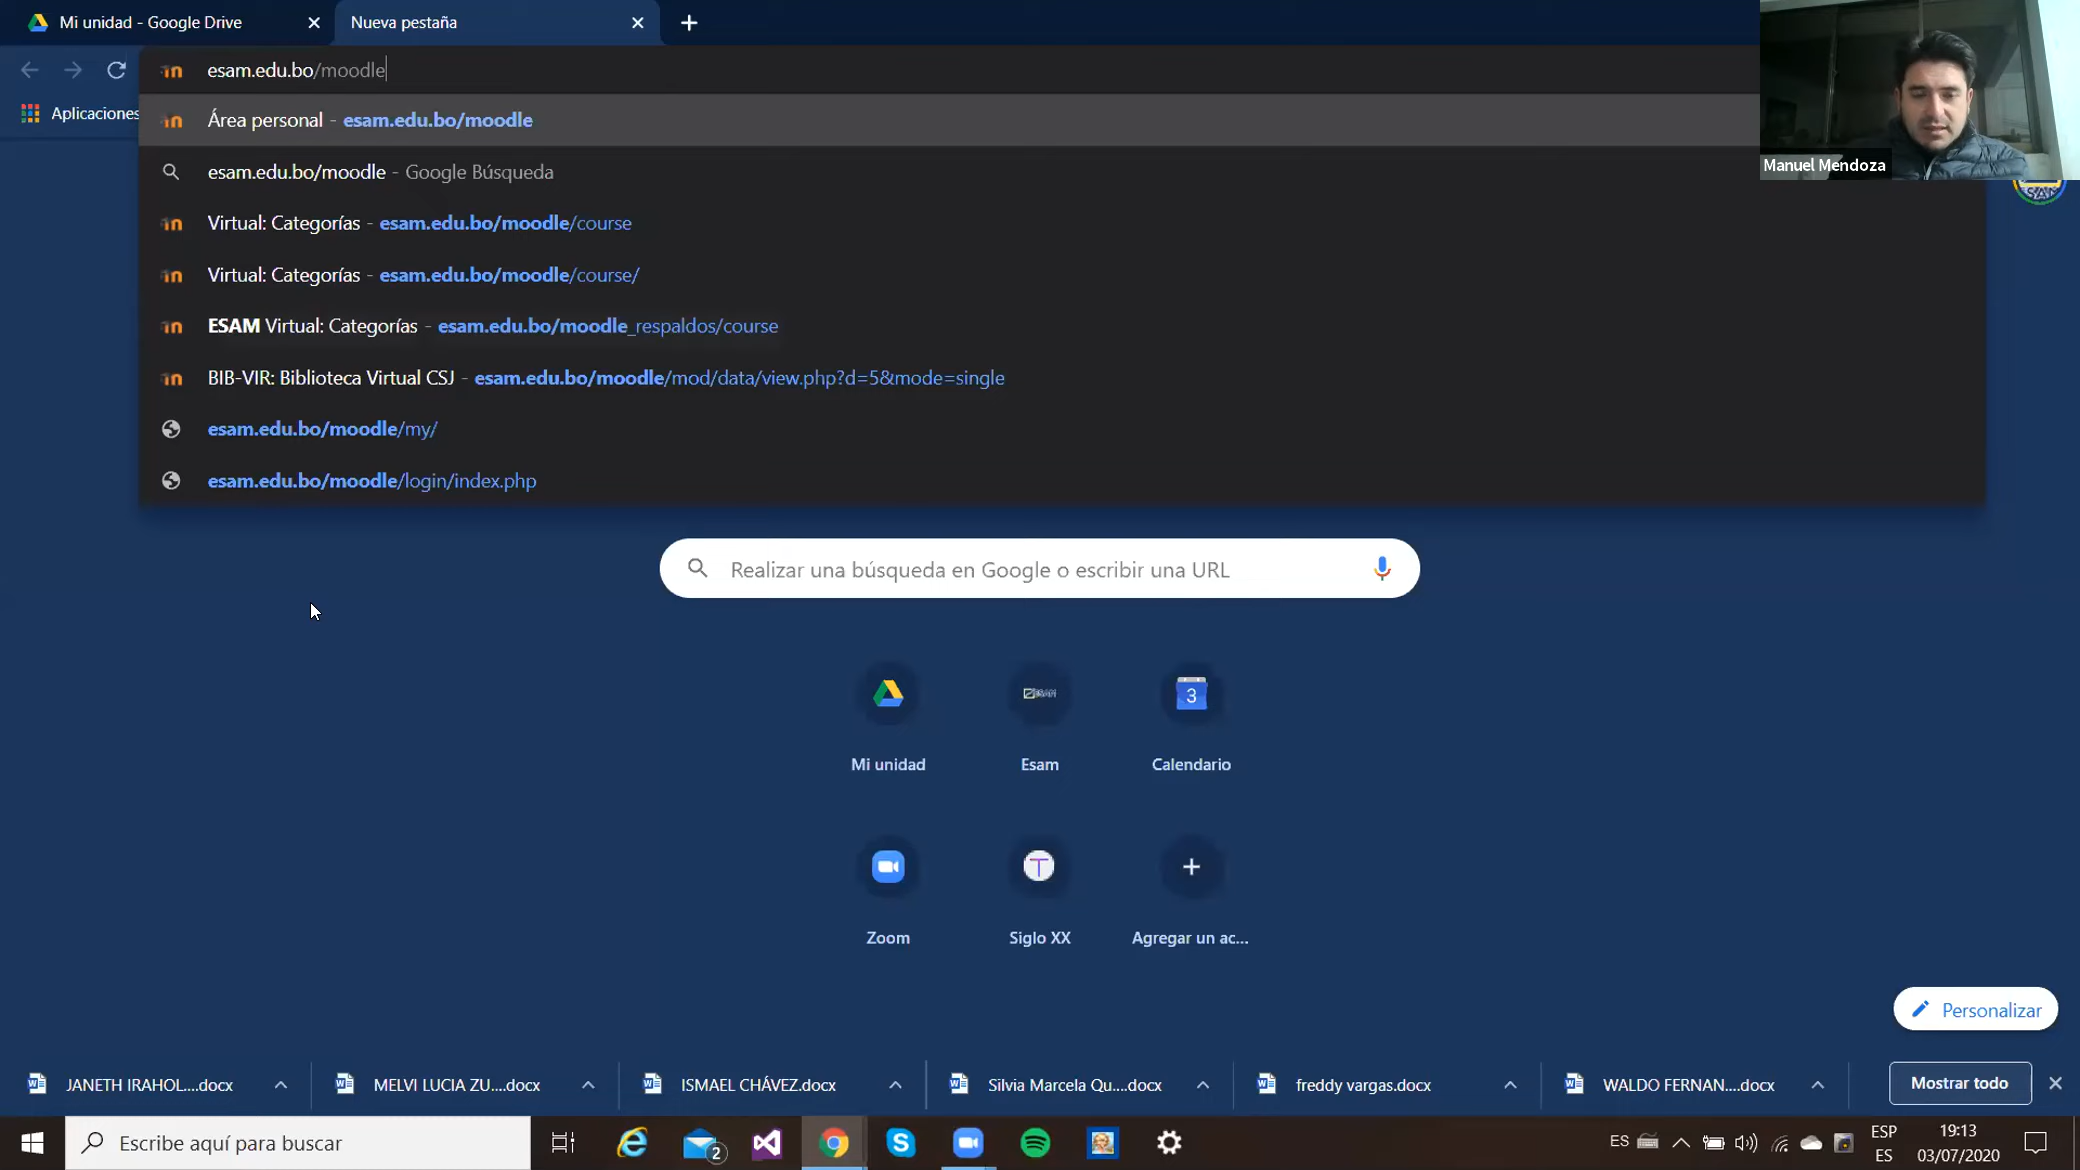 Mi unidad - Google Drive
Nueva pestaña
esam.edu.bo/moodle
Aplicaciones
Área personal - esam.edu.bo/moodle
esam.edu.bo/moodle - Google Búsqueda
Virtual: Categorías - esam.edu.bo/moodle/course
Virtual: Categorías - esam.edu.bo/moodle/course/
ESAM Virtual: Categorías - esam.edu.bo/moodle_respaldos/course
BIB-VIR: Biblioteca Virtual CSJ - esam.edu.bo/moodle/mod/data/view.php?d=5&mode=single
esam.edu.bo/moodle/my/
esam.edu.bo/moodle/login/index.php
Manuel Mendoza
ESAM
Realizar una búsqueda en Google o escribir una URL
ESAM
3
Mi unidad
Esam
Calendario
T
Zoom
Siglo XX
Agregar un ac...
Personalizar
JANETH IRAHOL....docx
MELVI LUCIA ZU....docx
ISMAEL CHÁVEZ.docx
Silvia Marcela Qu....docx
freddy vargas.docx
WALDO FERNAN....docx
Mostrar todo
Escribe aquí para buscar
2
ES
ESP
ES
19:13
03/07/2020